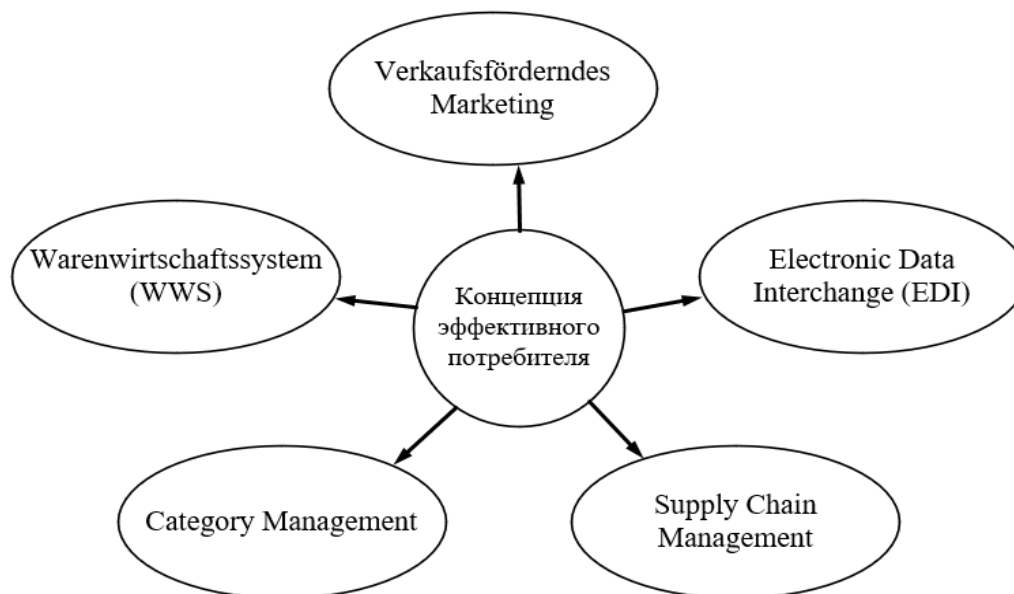 Verkaufsförderndes
Marketing
Warenwirtschaftssystem
(WWS)
Electronic Data
Interchange (EDI)
Концепция
эффективного
потребителя
Category Management
Supply Chain
Management